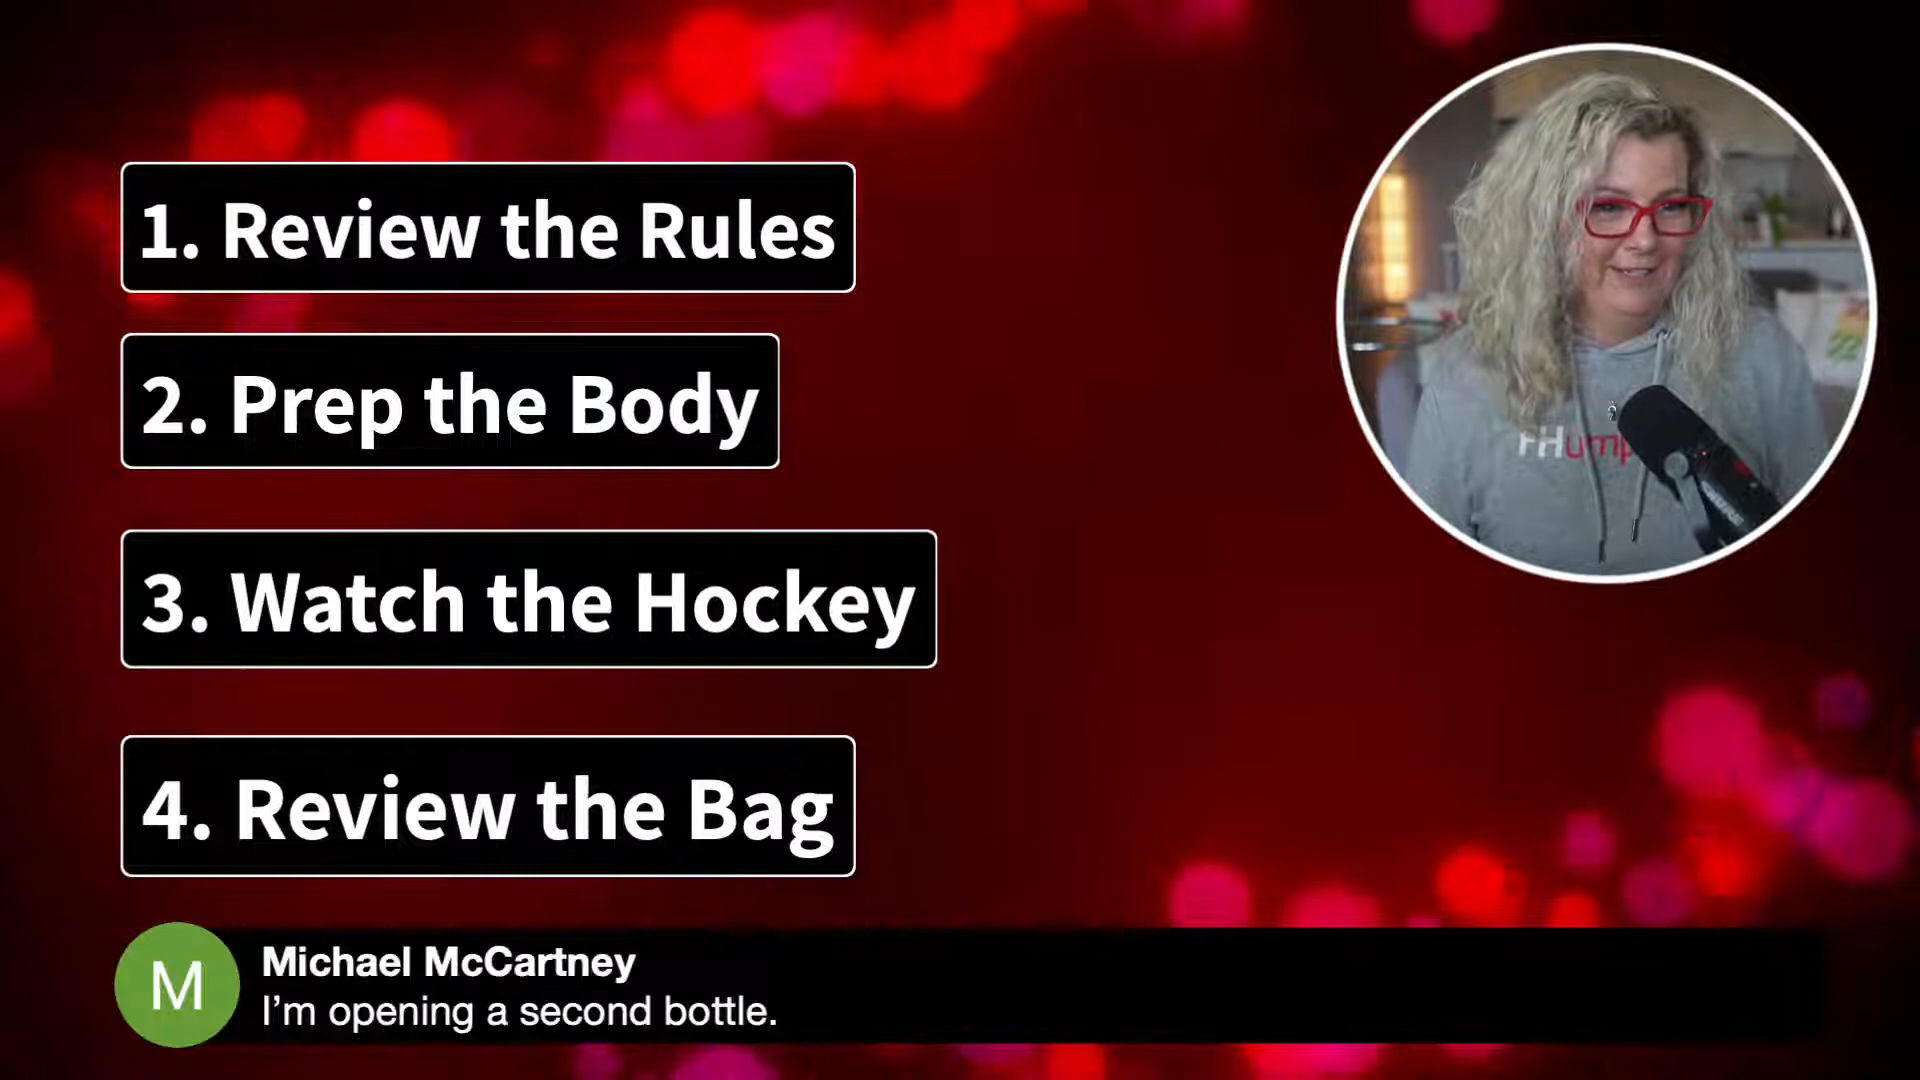 1. Review the Rules
2. Prep the Body
3. Watch the Hockey
4. Review the Bag
M
Michael McCartney
I'm opening a second bottle.